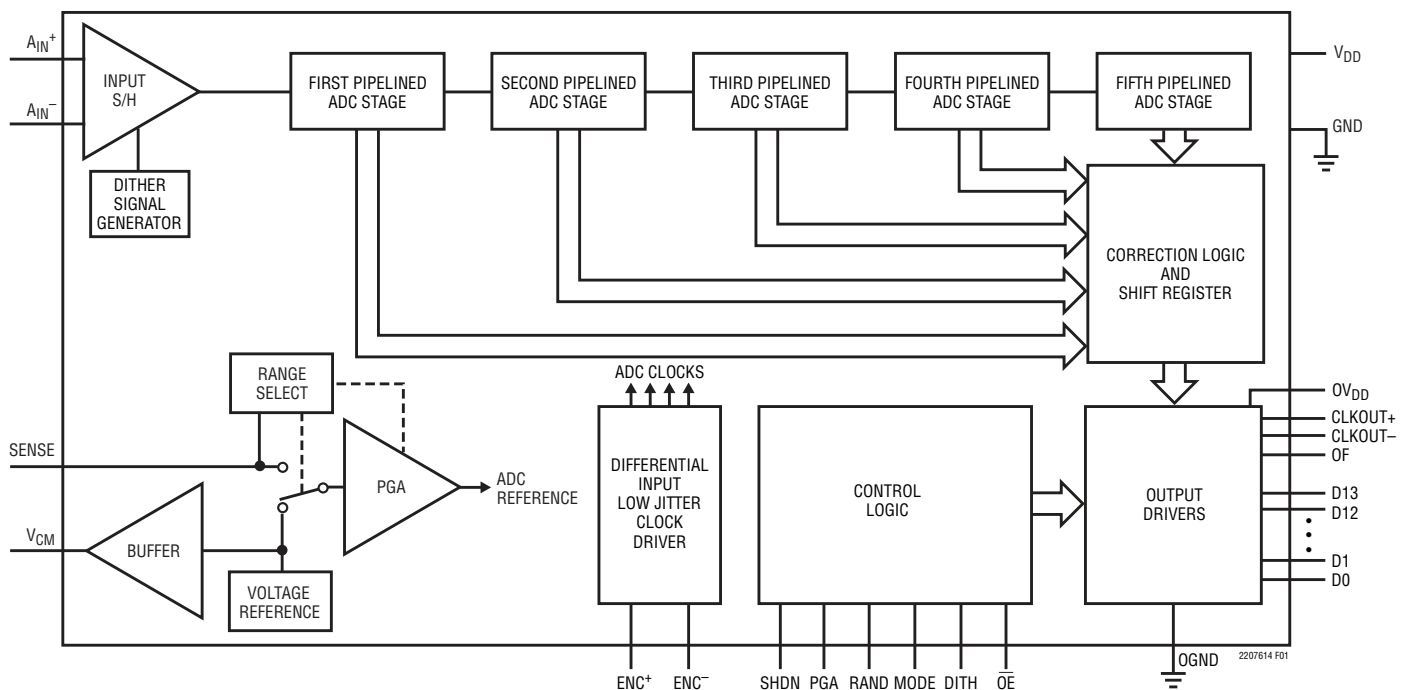 AIN+
AIN−
INPUT
S/H
DITHER
SIGNAL
GENERATOR
FIRST PIPELINED
ADC STAGE
SECOND PIPELINED
ADC STAGE
THIRD PIPELINED
ADC STAGE
FOURTH PIPELINED
ADC STAGE
FIFTH PIPELINED
ADC STAGE
VDD
GND
CORRECTION LOGIC
AND
SHIFT REGISTER
RANGE
SELECT
SENSE
PGA
ADC
REFERENCE
VCM
BUFFER
VOLTAGE
REFERENCE
ADC CLOCKS
DIFFERENTIAL
INPUT
LOW JITTER
CLOCK
DRIVER
CONTROL
LOGIC
OUTPUT
DRIVERS
OVDD
CLKOUT+
CLKOUT−
OF
D13
D12
D1
D0
OGND
2207614 F01
ENC+
ENC−
SHDN
PGA
RAND
MODE
DITH
O̅E̅